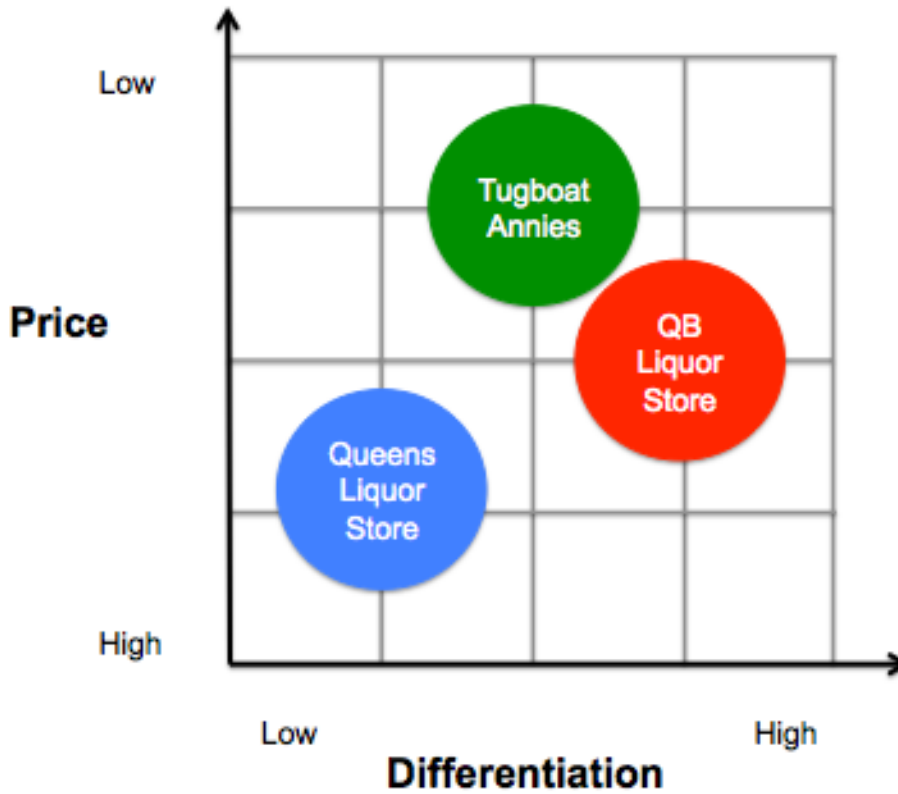 Low
Tugboat
Annies
Price
QB
Liquor
Store
Queens
Liquor
Store
High
Low
High
Differentiation